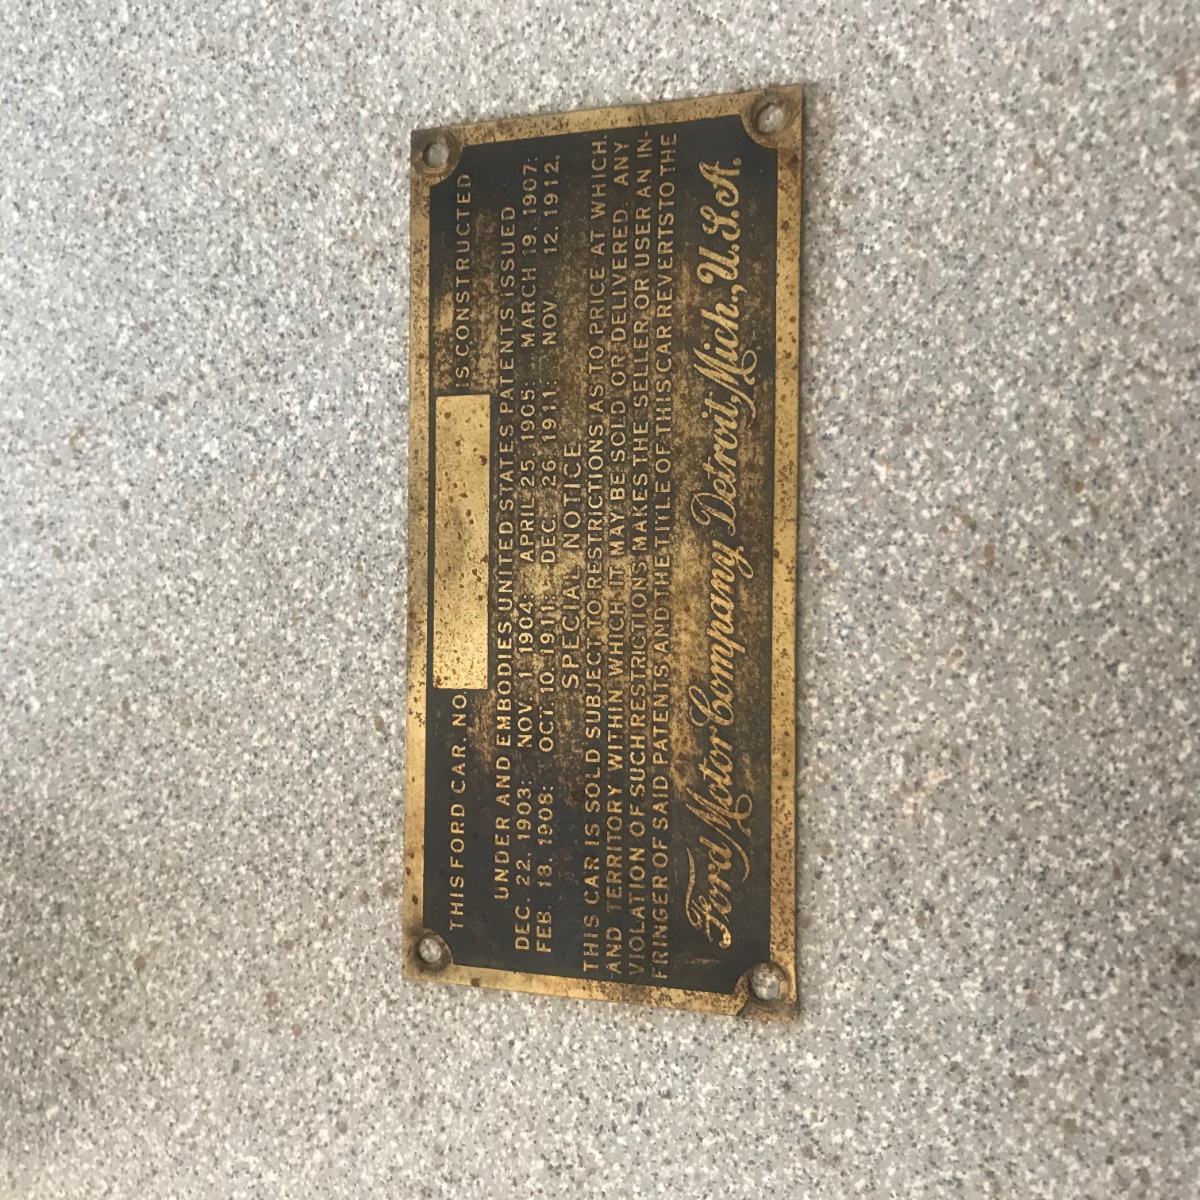 THIS FORD CAR, NO. IS CONSTRUCTED
UNDER AND EMBODIES UNITED STATES PATENTS ISSUED
DEC. 22. 1903: NOV. 1. 1904: APRIL 25. 1905: MARCH 19. 1907:
FEB. 18. 1908: OCT. 10. 1911: DEC. 26 1911: NOV. 12. 1912.
SPECIAL NOTICE
THIS CAR IS SOLD SUBJECT TO RESTRICTIONS AS TO PRICE AT WHICH.
AND TERRITORY WITHIN WHICH IT MAY BE SOLD OR DELIVERED. ANY
VIOLATION OF SUCH RESTRICTIONS MAKES THE SELLER OR USER AN IN-
FRINGER OF SAID PATENTS AND THE TITLE OF THIS CAR REVERTS TO THE
Ford Motor Company, Detroit, Mich., U.S.A.